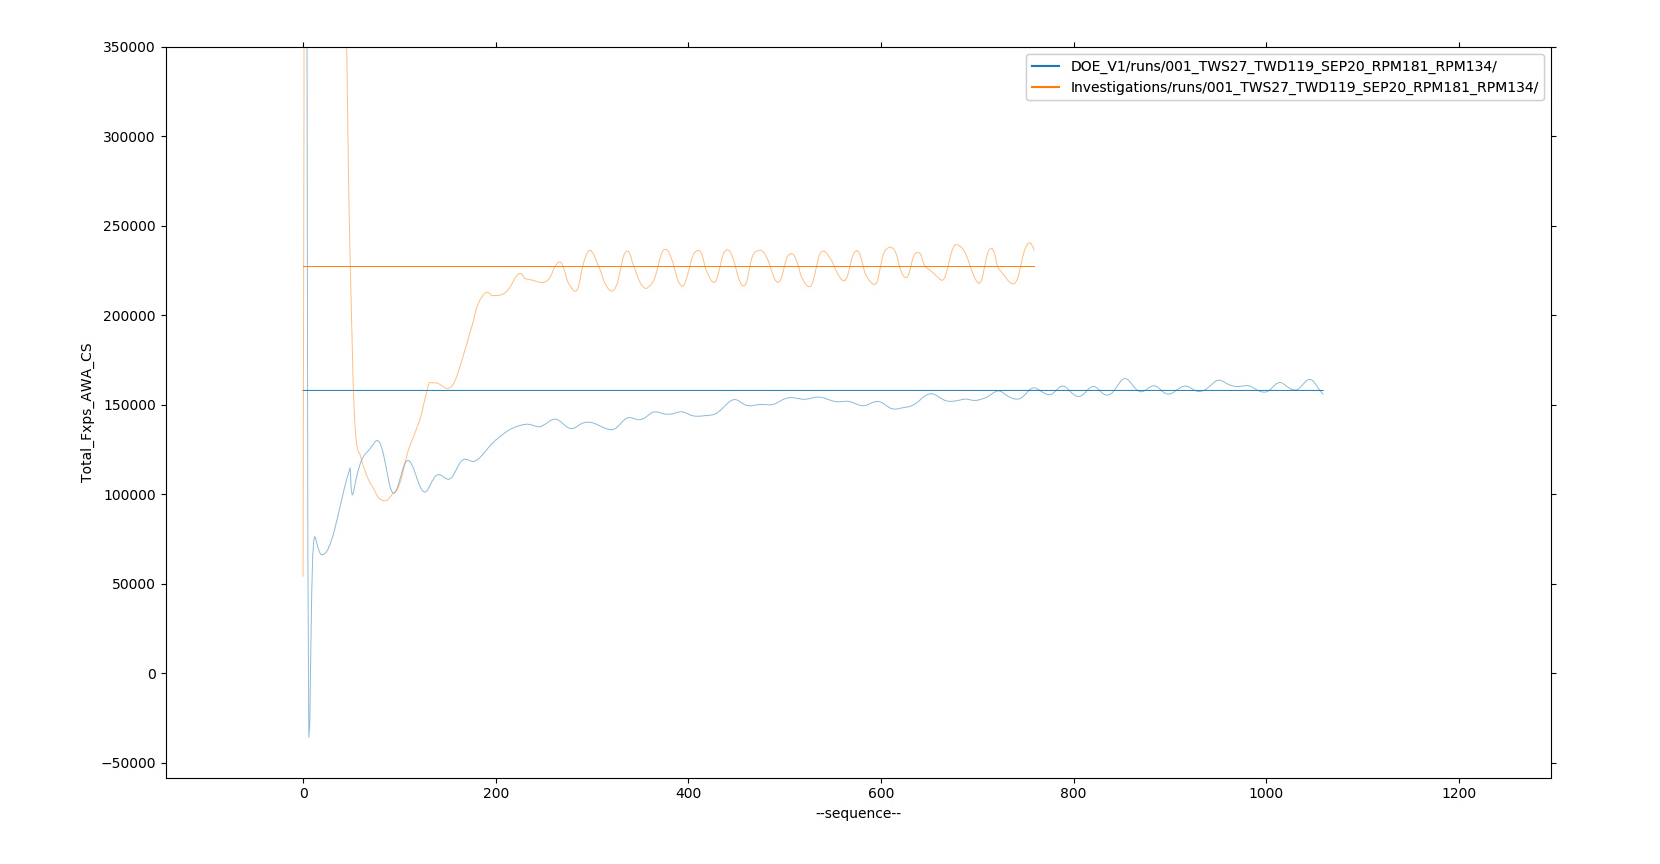 350000
300000
250000
200000
150000
100000
50000
0
−50000
Total_Fxps_AWA_CS
0 200 400 600 800 1000 1200
--sequence--
DOE_V1/runs/001_TWS27_TWD119_SEP20_RPM181_RPM134/
Investigations/runs/001_TWS27_TWD119_SEP20_RPM181_RPM134/